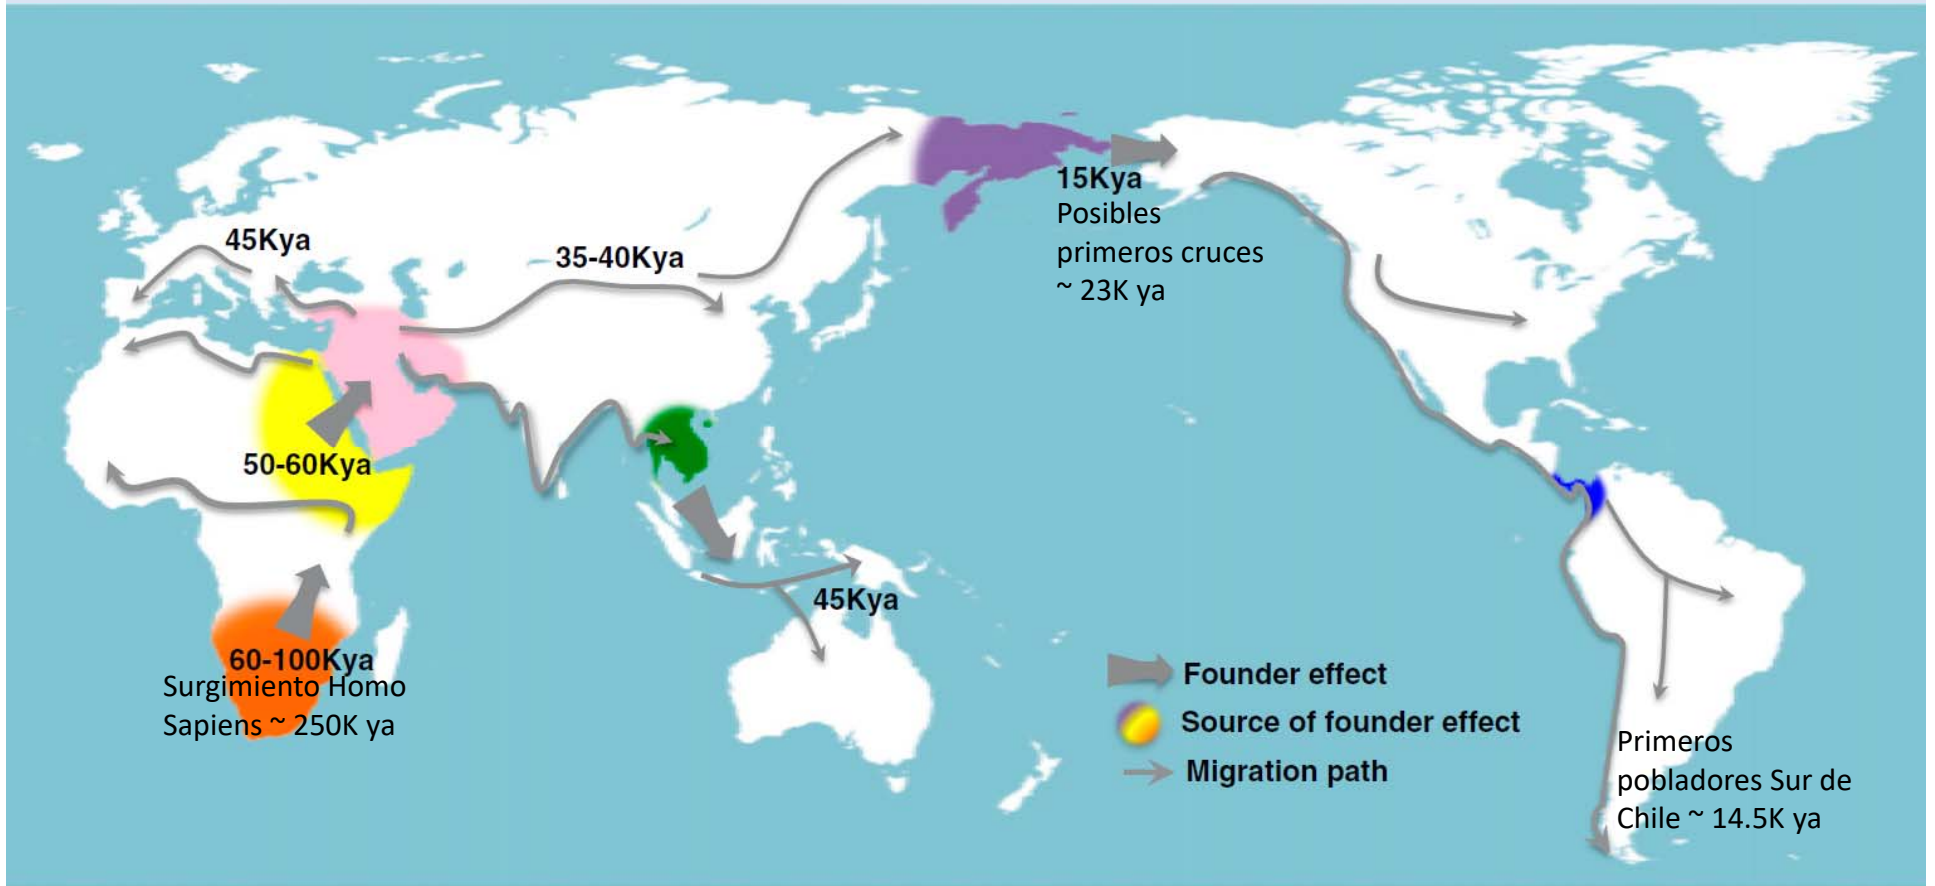 45Kya
35-40Kya
15Kya
Posibles
primeros cruces
~ 23K ya
50-60Kya
45Kya
60-100Kya
Surgimiento Homo
Sapiens ~ 250K ya
Founder effect
Source of founder effect
Migration path
Primeros
pobladores Sur de
Chile ~ 14.5K ya